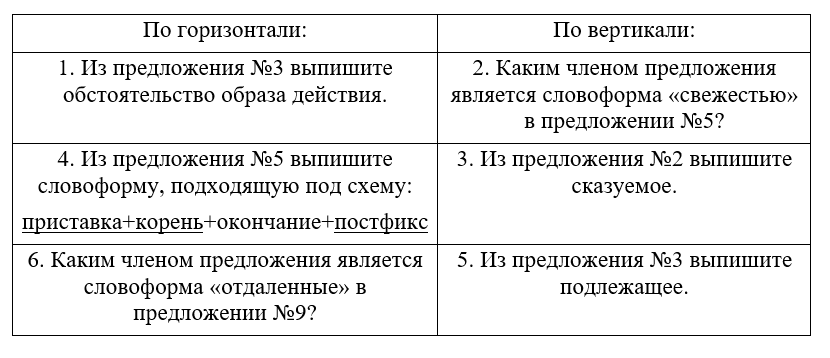 По горизонтали:
По вертикали:
1. Из предложения №3 выпишите
обстоятельство образа действия.
2. Каким членом предложения
является словоформа «свежестью»
в предложении №5?
4. Из предложения №5 выпишите
словоформу, подходящую под схему:
приставка+корень+окончание+постфикс
3. Из предложения №2 выпишите
сказуемое.
6. Каким членом предложения является
словоформа «отдаленные» в
предложении №9?
5. Из предложения №3 выпишите
подлежащее.